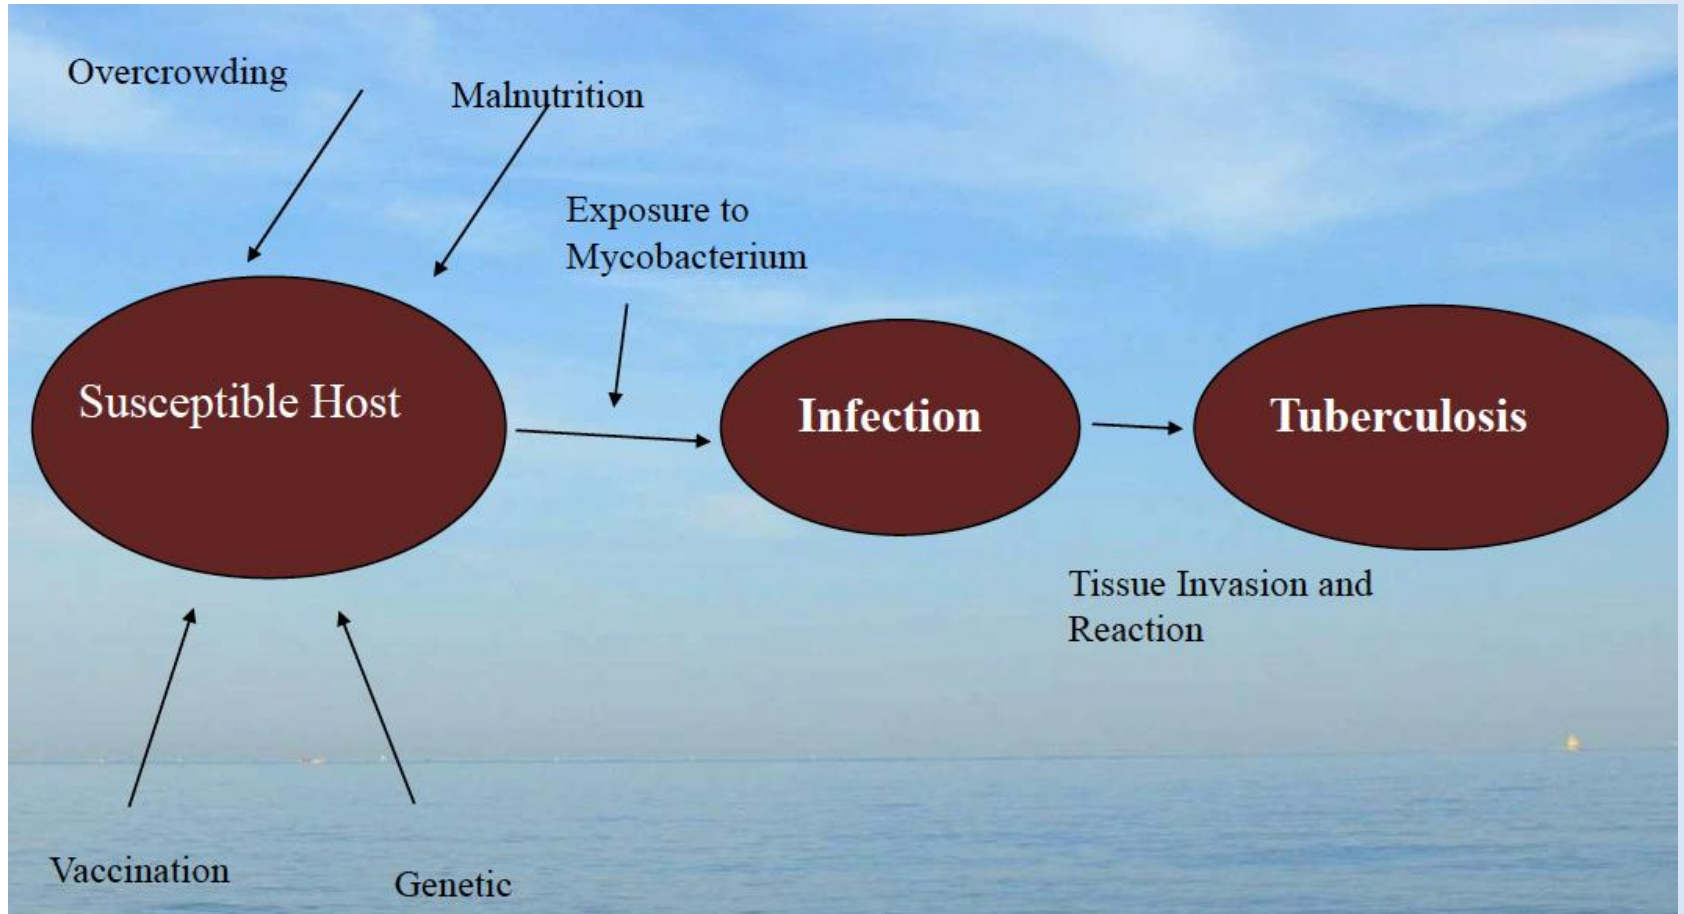 Overcrowding
Malnutrition
Exposure to
Mycobacterium
Susceptible Host
Infection
Tuberculosis
Tissue Invasion and
Reaction
Vaccination
Genetic